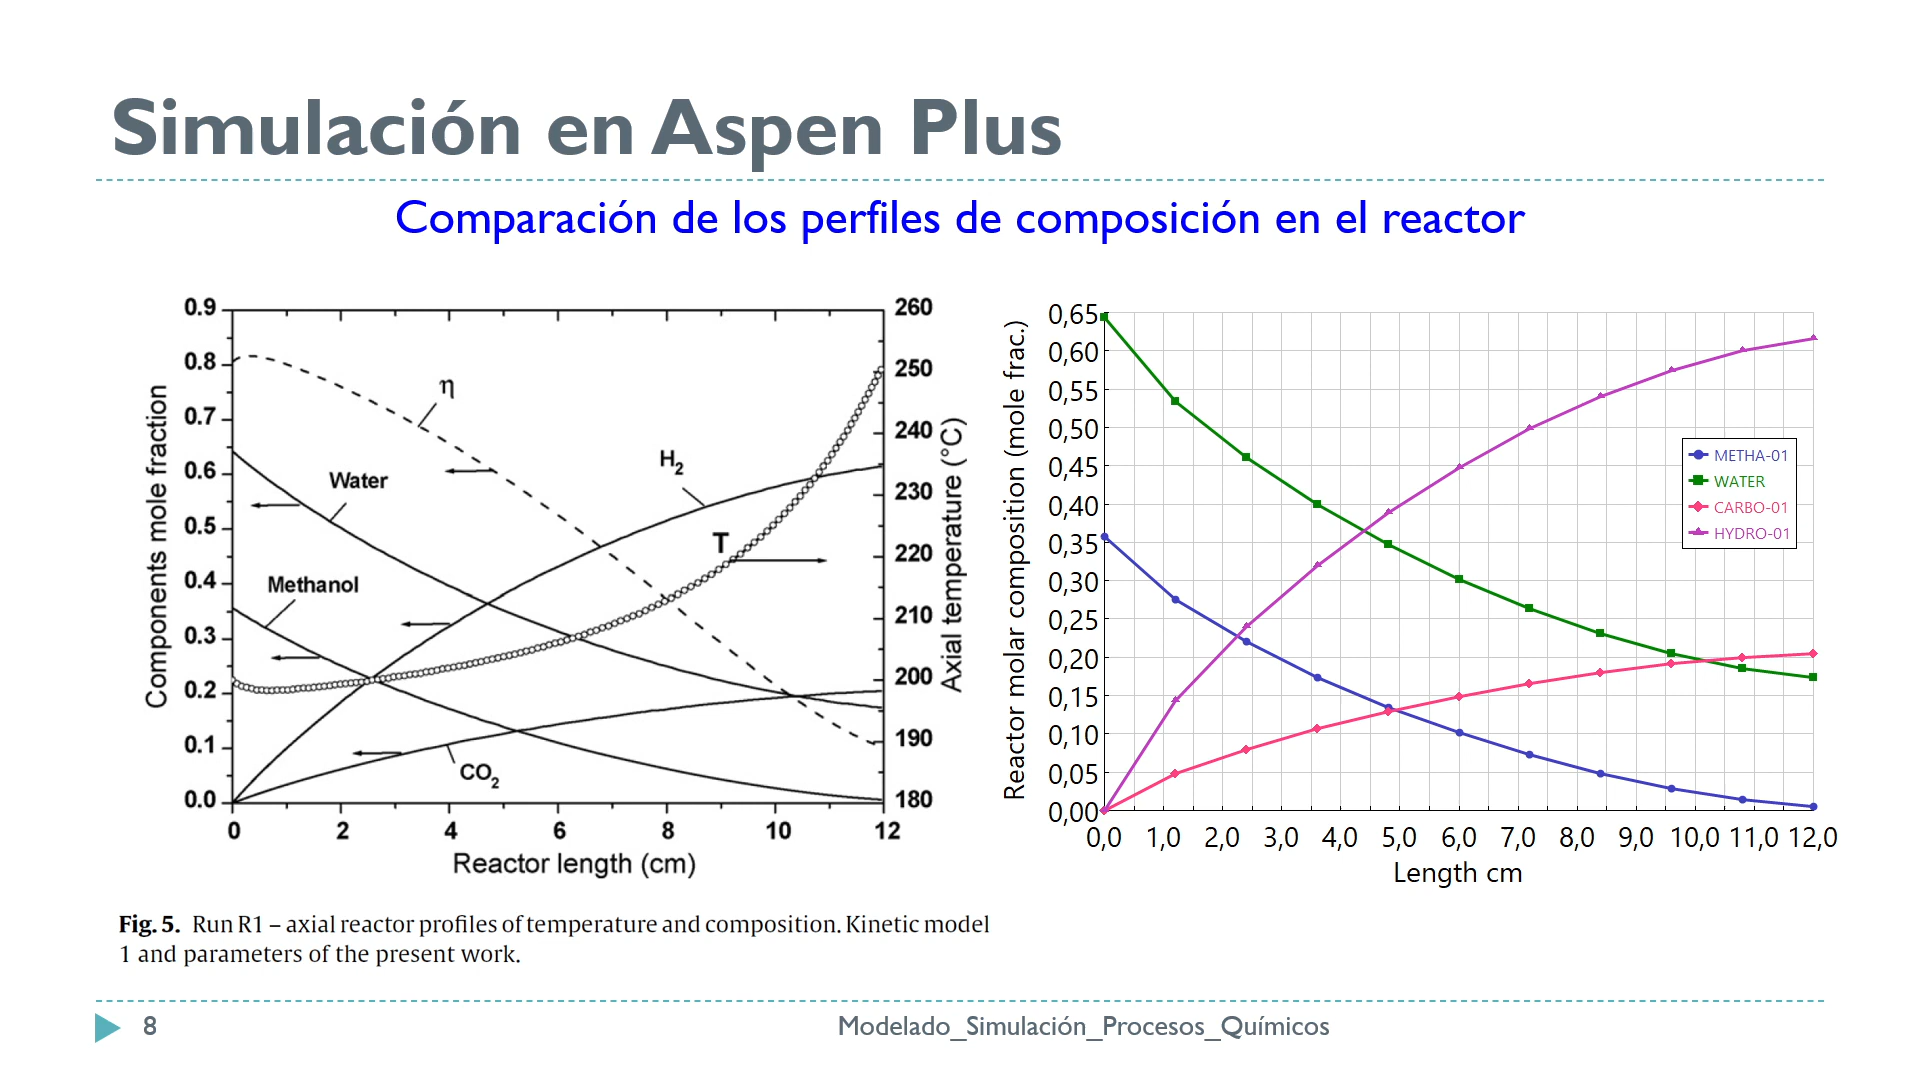 Simulación en Aspen Plus
Comparación de los perfiles de composición en el reactor
0.9
0.8
0.7
0.6
0.5
0.4
0.3
0.2
0.1
0.0
Components mole fraction
η
Water
Methanol
H2
T
CO2
260
250
240
230
220
210
200
190
180
Axial temperature (°C)
0 2 4 6 8 10 12
Reactor length (cm)
Fig. 5. Run R1 – axial reactor profiles of temperature and composition. Kinetic model
1 and parameters of the present work.
Reactor molar composition (mole frac.)
0,65
0,60
0,55
0,50
0,45
0,40
0,35
0,30
0,25
0,20
0,15
0,10
0,05
0,00
METHA-01
WATER
CARBO-01
HYDRO-01
0,0 1,0 2,0 3,0 4,0 5,0 6,0 7,0 8,0 9,0 10,0 11,0 12,0
Length cm
8 Modelado_Simulación_Procesos_Químicos